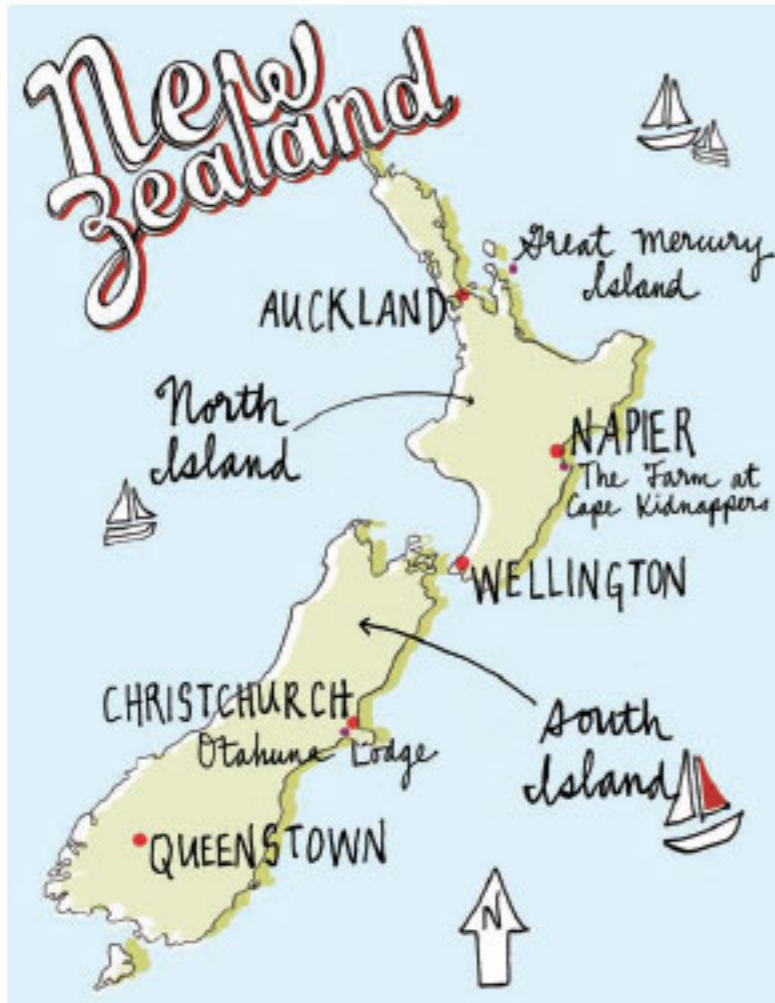 New
Zealand
Great Mercury
Island
AUCKLAND
North
Island
NAPIER
The Farm at
Cape Kidnappers
WELLINGTON
CHRISTCHURCH
Otahuna Lodge
South
Island
QUEENSTOWN
N